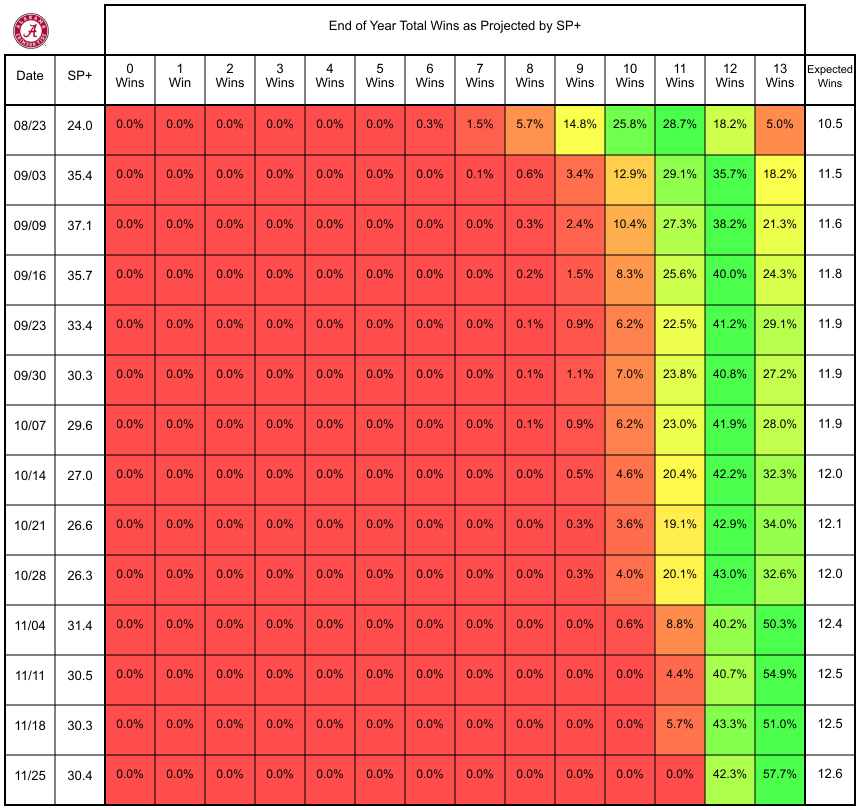 End of Year Total Wins as Projected by SP+
Date SP+ 0 Wins 1 Win 2 Wins 3 Wins 4 Wins 5 Wins 6 Wins 7 Wins 8 Wins 9 Wins 10 Wins 11 Wins 12 Wins 13 Wins Expected Wins
08/23 24.0 0.0% 0.0% 0.0% 0.0% 0.0% 0.0% 0.3% 1.5% 5.7% 14.8% 25.8% 28.7% 18.2% 5.0% 10.5
09/03 35.4 0.0% 0.0% 0.0% 0.0% 0.0% 0.0% 0.0% 0.1% 0.6% 3.4% 12.9% 29.1% 35.7% 18.2% 11.5
09/09 37.1 0.0% 0.0% 0.0% 0.0% 0.0% 0.0% 0.0% 0.0% 0.3% 2.4% 10.4% 27.3% 38.2% 21.3% 11.6
09/16 35.7 0.0% 0.0% 0.0% 0.0% 0.0% 0.0% 0.0% 0.0% 0.2% 1.5% 8.3% 25.6% 40.0% 24.3% 11.8
09/23 33.4 0.0% 0.0% 0.0% 0.0% 0.0% 0.0% 0.0% 0.0% 0.1% 0.9% 6.2% 22.5% 41.2% 29.1% 11.9
09/30 30.3 0.0% 0.0% 0.0% 0.0% 0.0% 0.0% 0.0% 0.0% 0.1% 1.1% 7.0% 23.8% 40.8% 27.2% 11.9
10/07 29.6 0.0% 0.0% 0.0% 0.0% 0.0% 0.0% 0.0% 0.0% 0.1% 0.9% 6.2% 23.0% 41.9% 28.0% 11.9
10/14 27.0 0.0% 0.0% 0.0% 0.0% 0.0% 0.0% 0.0% 0.0% 0.0% 0.5% 4.6% 20.4% 42.2% 32.3% 12.0
10/21 26.6 0.0% 0.0% 0.0% 0.0% 0.0% 0.0% 0.0% 0.0% 0.0% 0.3% 3.6% 19.1% 42.9% 34.0% 12.1
10/28 26.3 0.0% 0.0% 0.0% 0.0% 0.0% 0.0% 0.0% 0.0% 0.0% 0.3% 4.0% 20.1% 43.0% 32.6% 12.0
11/04 31.4 0.0% 0.0% 0.0% 0.0% 0.0% 0.0% 0.0% 0.0% 0.0% 0.0% 0.6% 8.8% 40.2% 50.3% 12.4
11/11 30.5 0.0% 0.0% 0.0% 0.0% 0.0% 0.0% 0.0% 0.0% 0.0% 0.0% 0.0% 4.4% 40.7% 54.9% 12.5
11/18 30.3 0.0% 0.0% 0.0% 0.0% 0.0% 0.0% 0.0% 0.0% 0.0% 0.0% 0.0% 5.7% 43.3% 51.0% 12.5
11/25 30.4 0.0% 0.0% 0.0% 0.0% 0.0% 0.0% 0.0% 0.0% 0.0% 0.0% 0.0% 0.0% 42.3% 57.7% 12.6